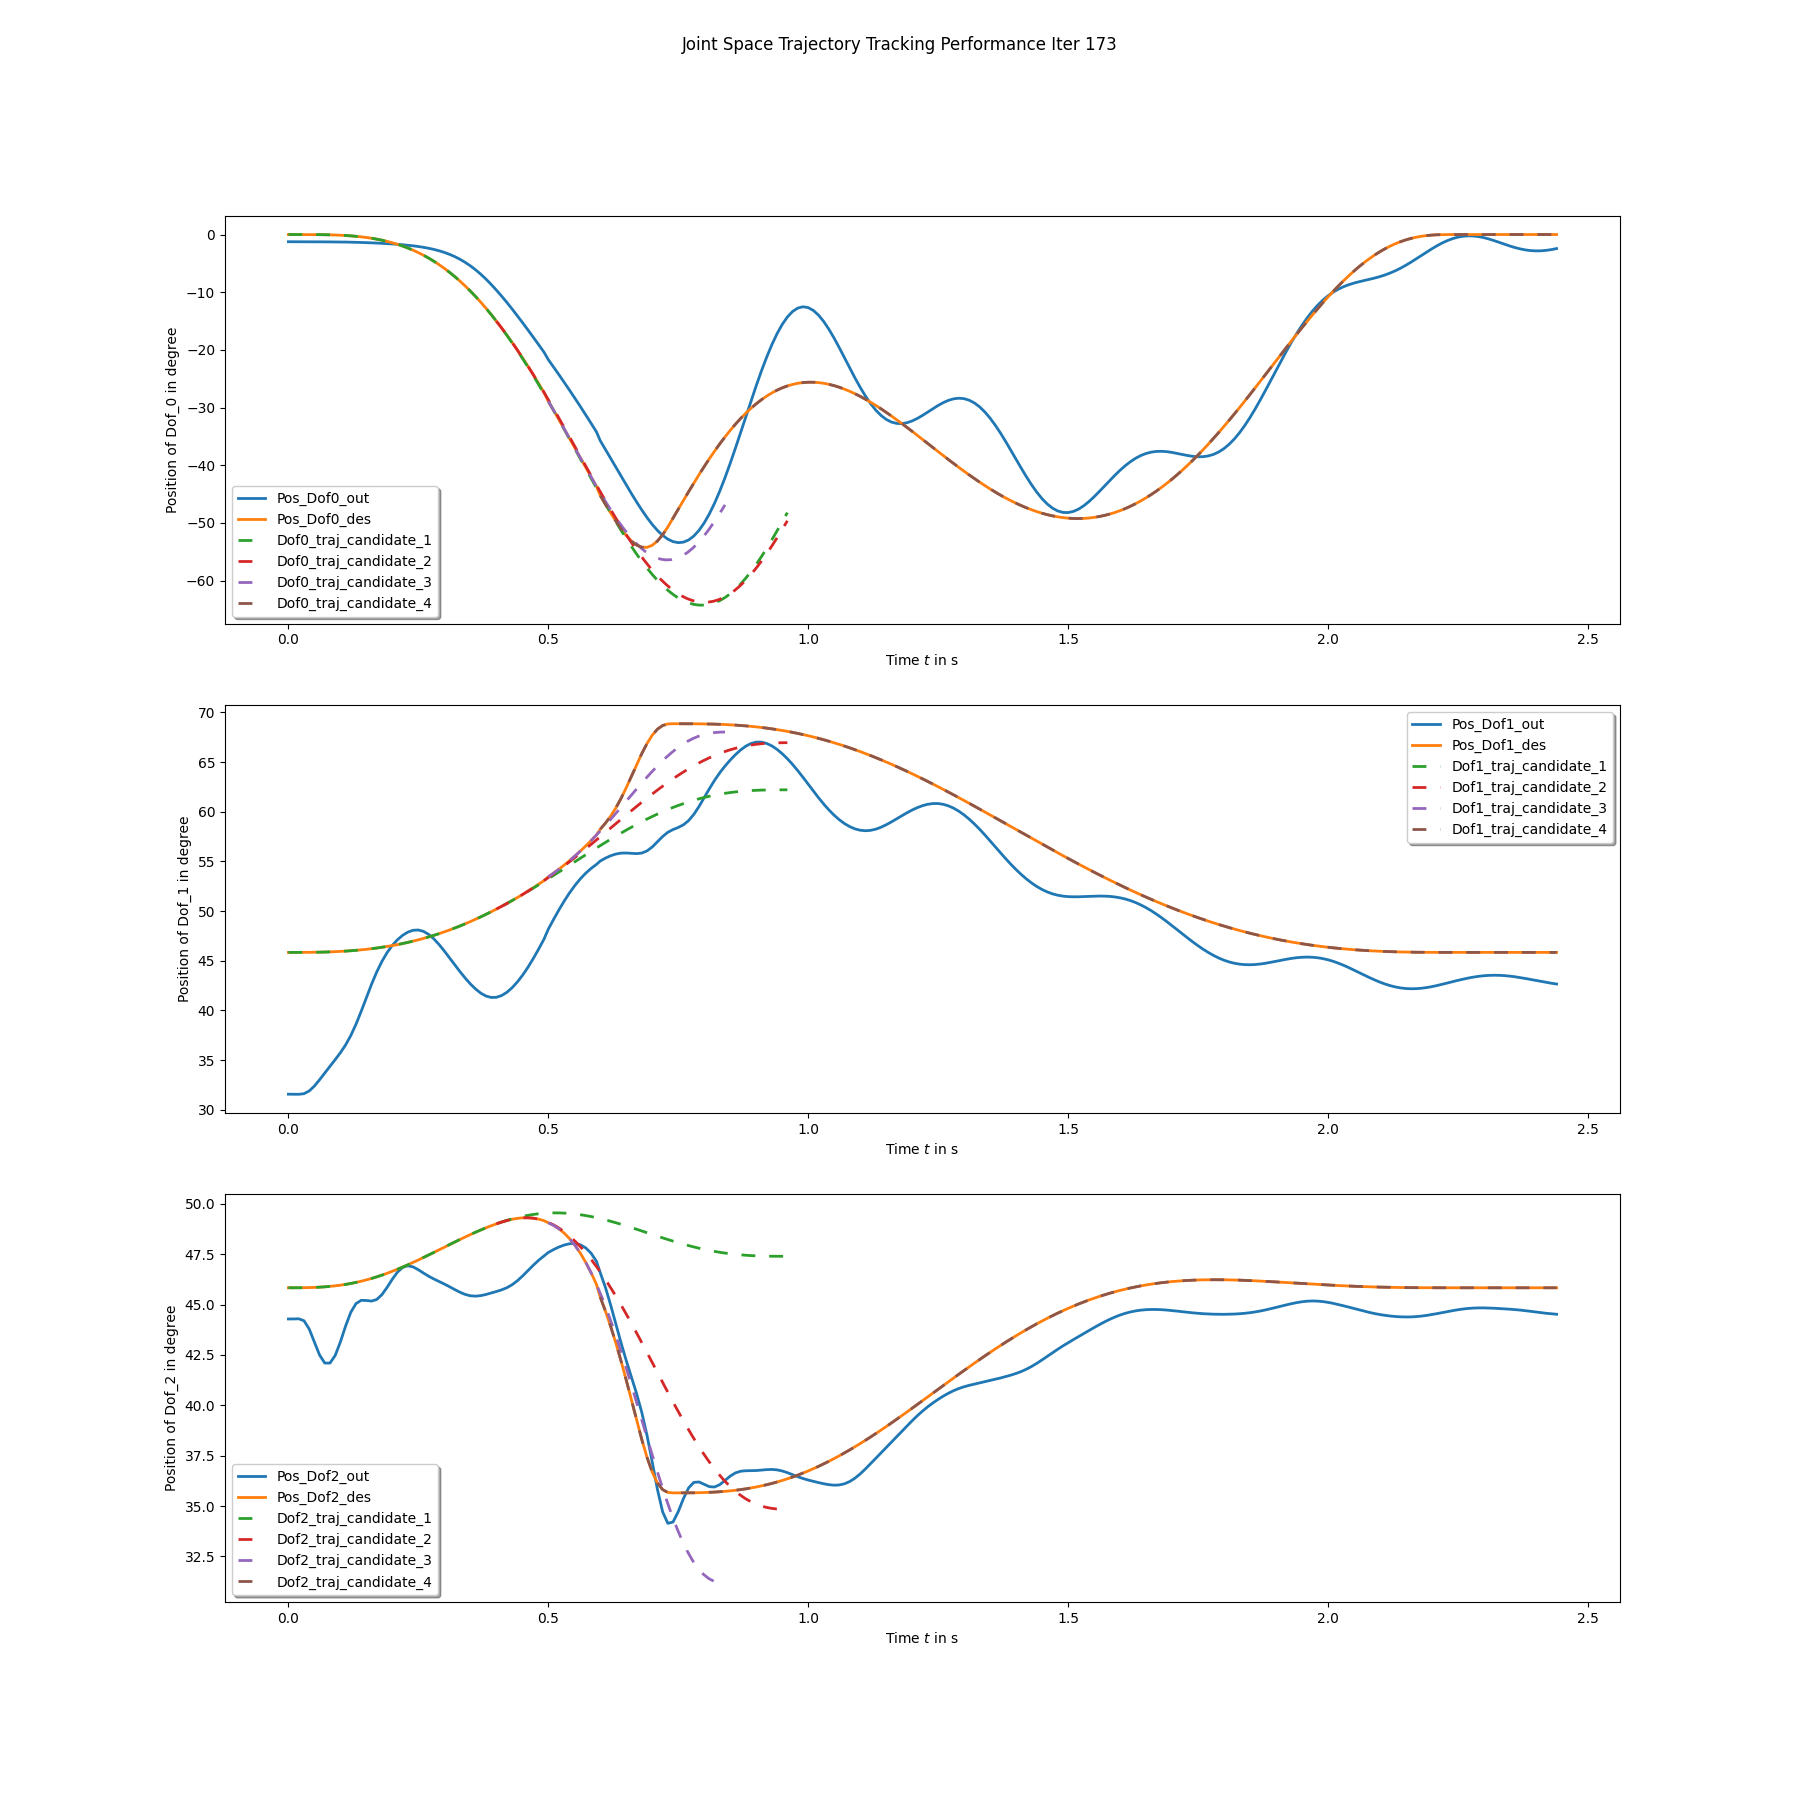 Joint Space Trajectory Tracking Performance Iter 173
0
−10
−20
−30
−40
−50
−60
Position of Dof_0 in degree
Pos_Dof0_out
Pos_Dof0_des
Dof0_traj_candidate_1
Dof0_traj_candidate_2
Dof0_traj_candidate_3
Dof0_traj_candidate_4
0.0 0.5 1.0 1.5 2.0 2.5
Time t in s
70
65
60
55
50
45
40
35
30
Position of Dof_1 in degree
Pos_Dof1_out
Pos_Dof1_des
Dof1_traj_candidate_1
Dof1_traj_candidate_2
Dof1_traj_candidate_3
Dof1_traj_candidate_4
0.0 0.5 1.0 1.5 2.0 2.5
Time t in s
50.0
47.5
45.0
42.5
40.0
37.5
35.0
32.5
Position of Dof_2 in degree
Pos_Dof2_out
Pos_Dof2_des
Dof2_traj_candidate_1
Dof2_traj_candidate_2
Dof2_traj_candidate_3
Dof2_traj_candidate_4
0.0 0.5 1.0 1.5 2.0 2.5
Time t in s